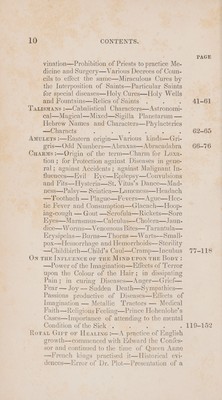 10 CONTENTS.
PAGE
vination—Prohibition of Priests to practice Me-
dicine and Surgery—Various Decrees of Coun-
cils to effect the same—Miraculous Cures by
the Interposition of Saints—Particular Saints
for special diseases—Holy Cures—Holy Wells
and Fountains—Relics of Saints . . . 41-61
TALISMANS:—Cabalistical Characters—Astronomi-
cal—Magical—Mixed—Sigilla Planetarum—
Hebrew Names and Characters—Phylacteries
—Charects . . . . . 62-65
AMULETS:—Eastern origin—Various kinds—Gri-
gris—Odd Numbers—Abraxas—Abracadabra 66-76
CHARMS:—Origin of the term—Charm for Luxa-
tion; for Protection against Diseases in gene-
ral; against Accidents; against Malignant In-
fluences—Evil Eye—Epilepsy—Convulsions
and Fits—Hysteria—St. Vitus's Dance—Mad-
ness—Palsy—Sciatica—Lameness—Headach
—Toothach—Plague—Fevers—Ague—Hec-
tic Fever and Consumption—Chincough—Hoop-
ing-cough—Gout—Scrofula—Rickets—Sore
Eyes—Marasmus—Calculus—Cholera—Jaun-
dice—Worms—Venomous Bites—Tarantulism—
Erysipelas—Burns—Thorns—Warts—Small-
pox—Hemorrhage and Hemorrhoids—Sterility
—Childbirth—Child's Caul—Cramp—Incubus 77-118
ON THE INFLUENCE OF THE MIND UPON THE BODY:
—Power of the Imagination—Effects of Terror
upon the Colour of the Hair; in dissipating
Pain; in curing Diseases—Anger—Grief—
Fear—Joy—Sudden Death—Sympathies—
Passions productive of Diseases—Effects of
Imagination—Metallic Tractors—Medical
Faith—Religious Feeling—Prince Hohenlohe's
Cases—Importance of attending to the mental
Condition of the Sick . . . . 119-152
ROYAL GIFT OF HEALING:—A practice of English
growth—commenced with Edward the Confes-
sor and continued to the time of Queen Anne
—French kings practised it—Historical evi-
dences—Error of Dr. Plot—Presentation of a